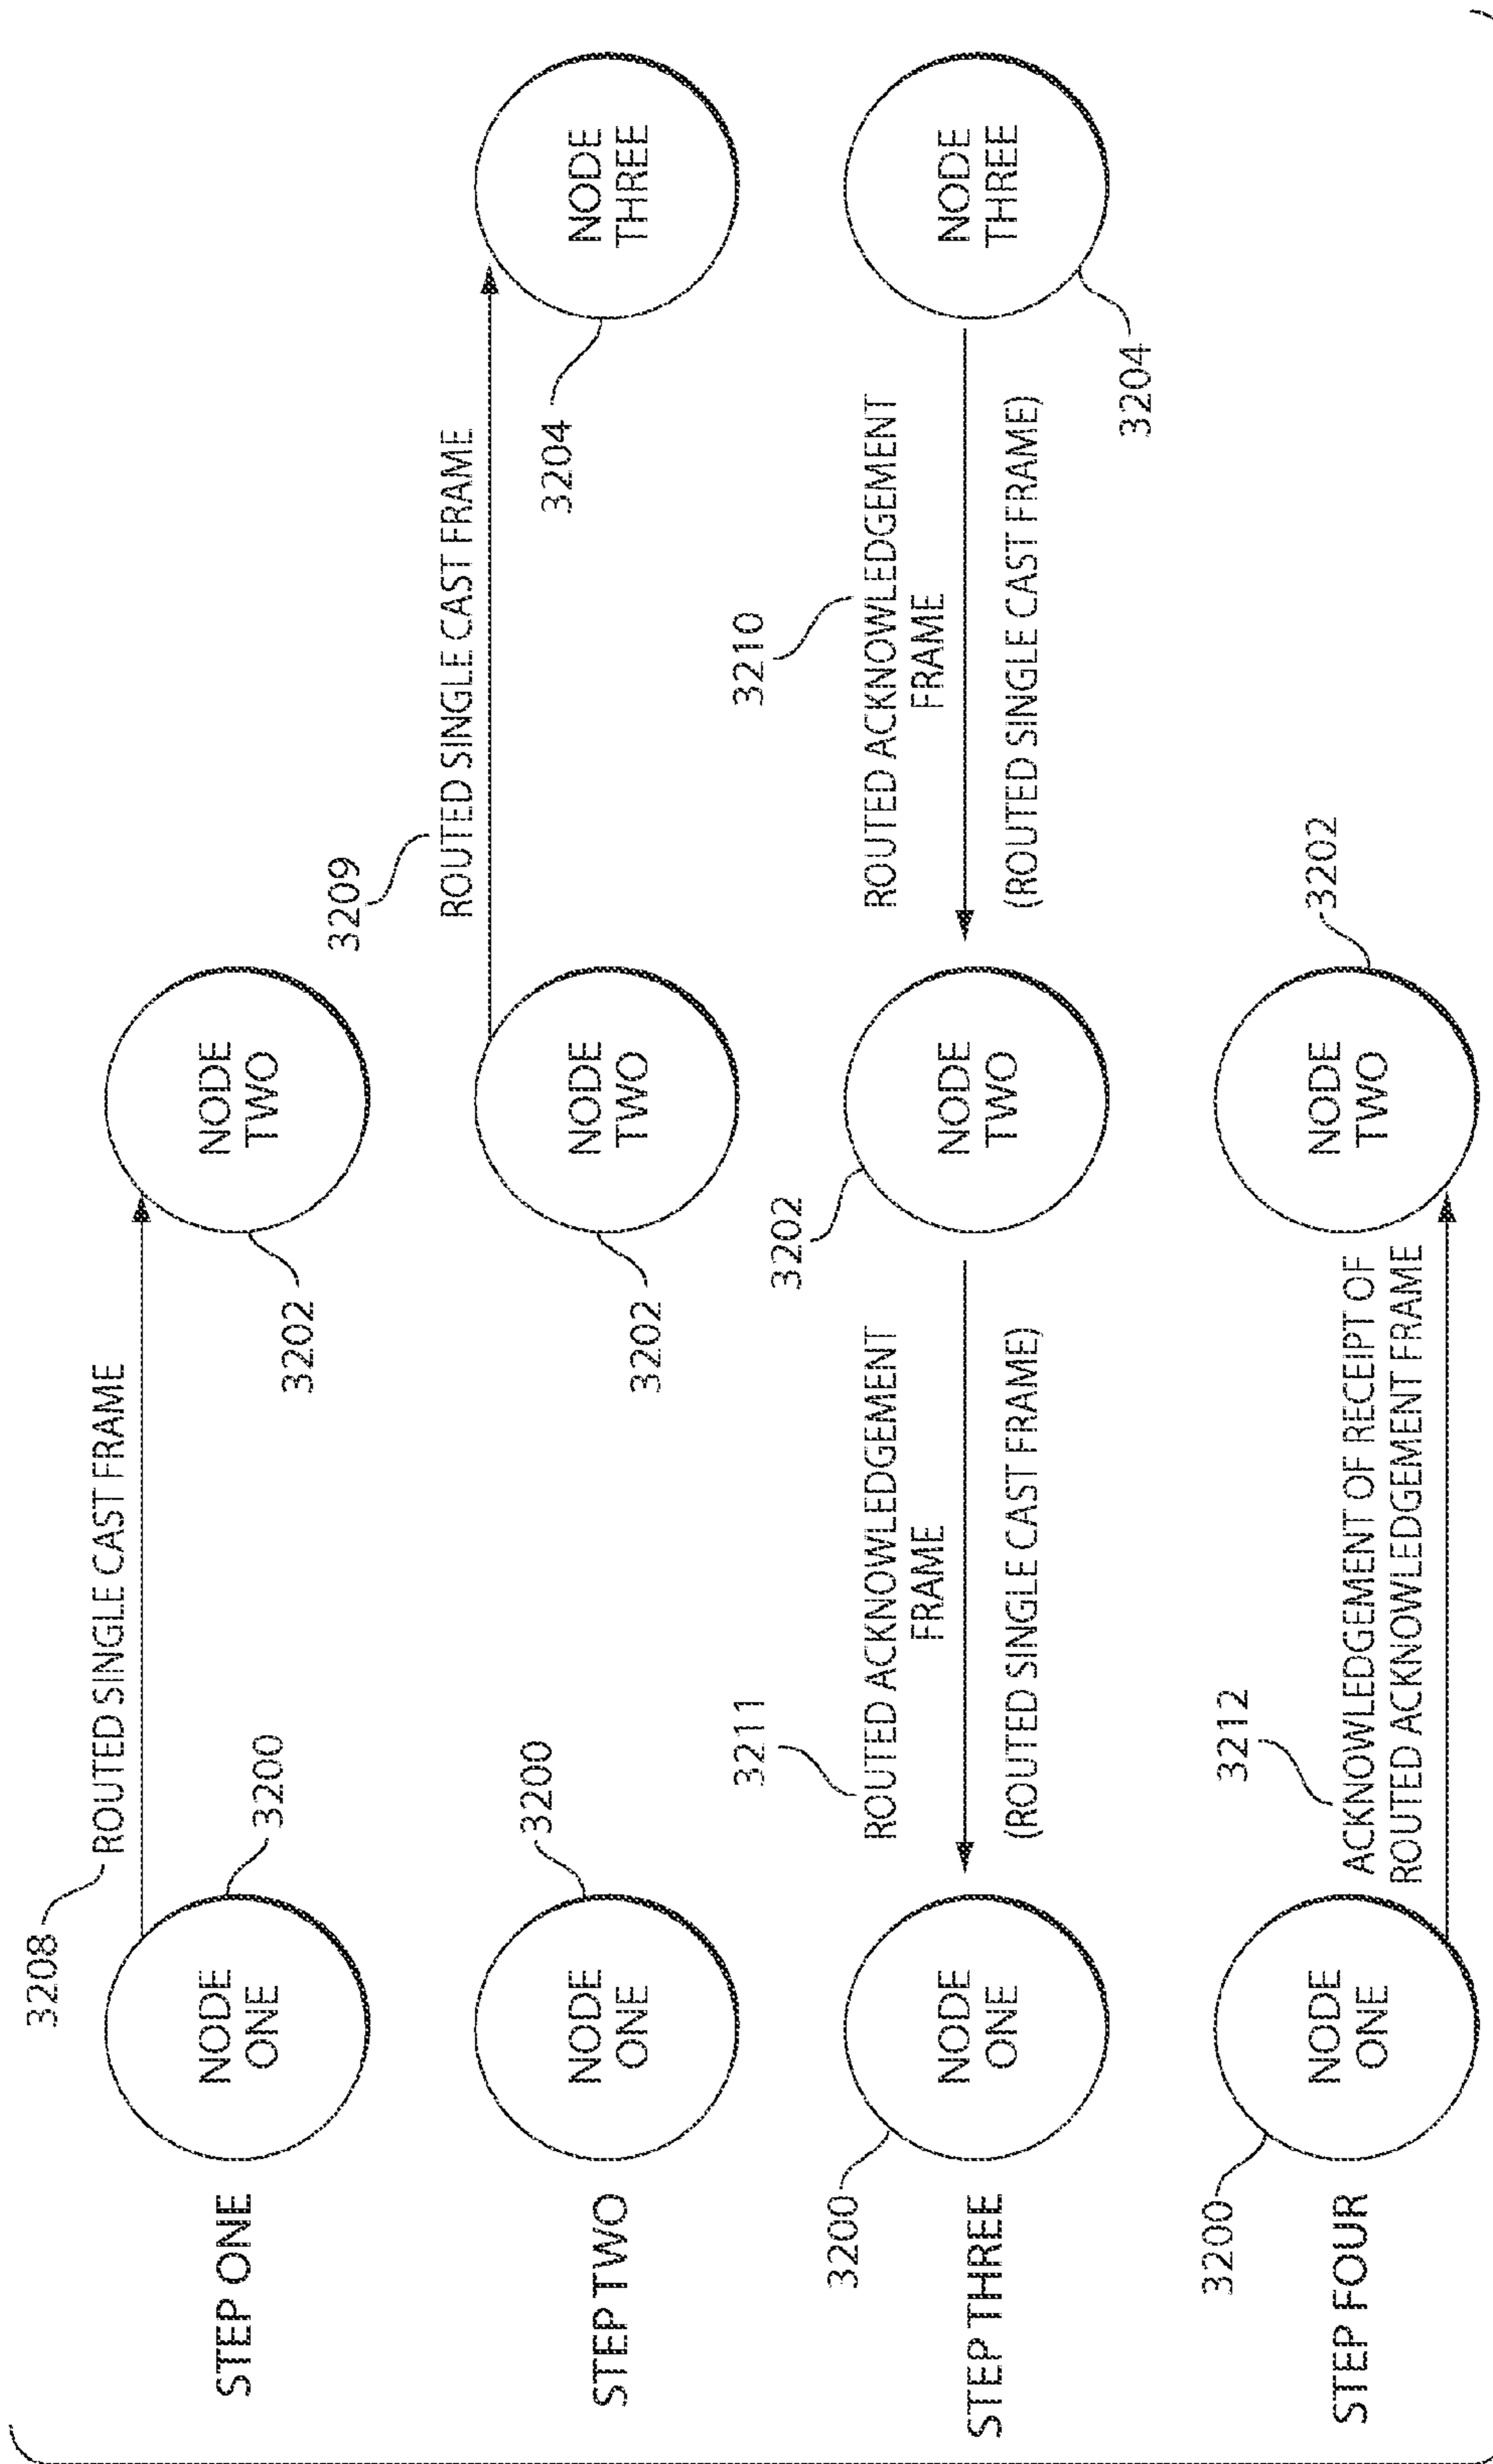 3208
ROUTED SINGLE CAST FRAME
STEP ONE
NODE
ONE
3200
NODE
TWO
3202
3209
ROUTED SINGLE CAST FRAME
STEP TWO
NODE
ONE
3200
NODE
TWO
3202
NODE
THREE
3204
3211
ROUTED ACKNOWLEDGEMENT
FRAME
(ROUTED SINGLE CAST FRAME)
3210
ROUTED ACKNOWLEDGEMENT
FRAME
(ROUTED SINGLE CAST FRAME)
STEP THREE
3200
NODE
ONE
3202
NODE
TWO
NODE
THREE
3204
3212
ACKNOWLEDGEMENT OF RECEIPT OF
ROUTED ACKNOWLEDGEMENT FRAME
STEP FOUR
3200
NODE
ONE
NODE
TWO
3202